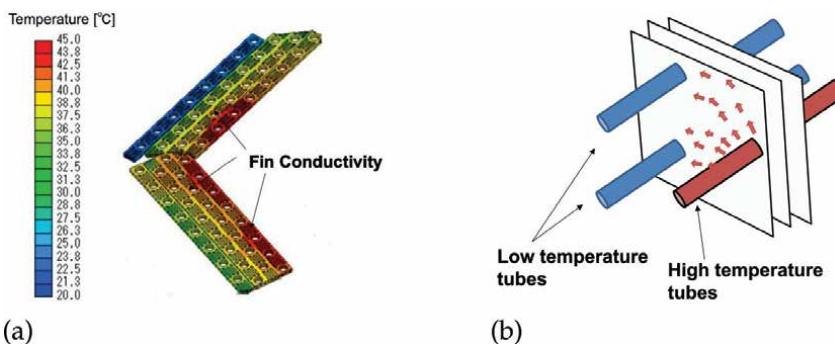 Temperature [℃]
45.0
43.8
42.5
41.3
40.0
38.8
37.5
36.3
35.0
33.8
32.5
31.3
30.0
28.8
27.5
26.3
25.0
23.8
22.5
21.3
20.0
Fin Conductivity
(a)
Low temperature
tubes
High temperature
tubes
(b)